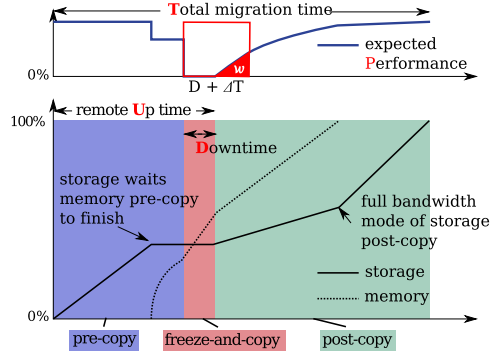 Total migration time
expected
Performance
w
0%
D + ΔT
remote Up time
100%
Downtime
storage waits
memory pre-copy
to finish
full bandwidth
mode of storage
post-copy
storage
memory
0%
pre-copy
freeze-and-copy
post-copy